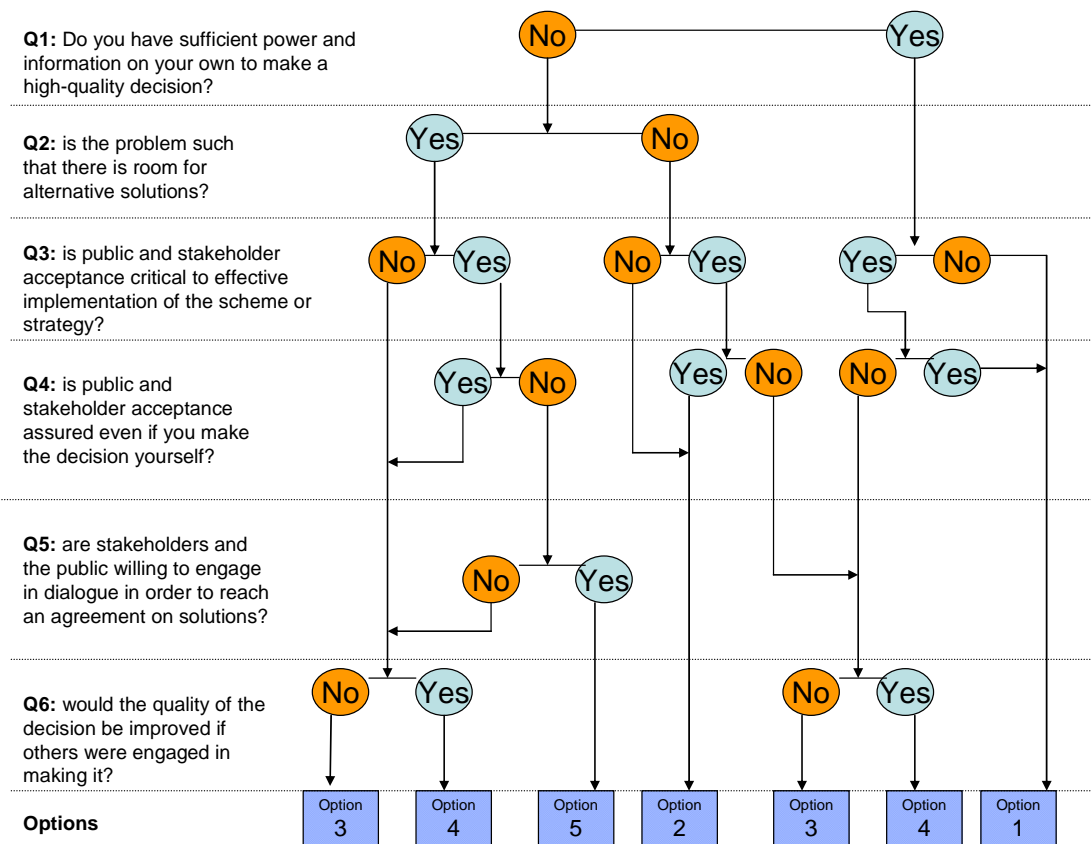 Q1: Do you have sufficient power and
information on your own to make a
high-quality decision?
No
Yes
Q2: is the problem such
that there is room for
alternative solutions?
Yes
No
Q3: is public and stakeholder
acceptance critical to effective
implementation of the scheme or
strategy?
No
Yes
No
Yes
Yes
No
Q4: is public and
stakeholder acceptance
assured even if you make
the decision yourself?
Yes
No
Yes
No
No
Yes
Q5: are stakeholders and
the public willing to engage
in dialogue in order to reach
an agreement on solutions?
No
Yes
Q6: would the quality of the
decision be improved if
others were engaged in
making it?
No
Yes
No
Yes
Options
Option
3
Option
4
Option
5
Option
2
Option
3
Option
4
Option
1